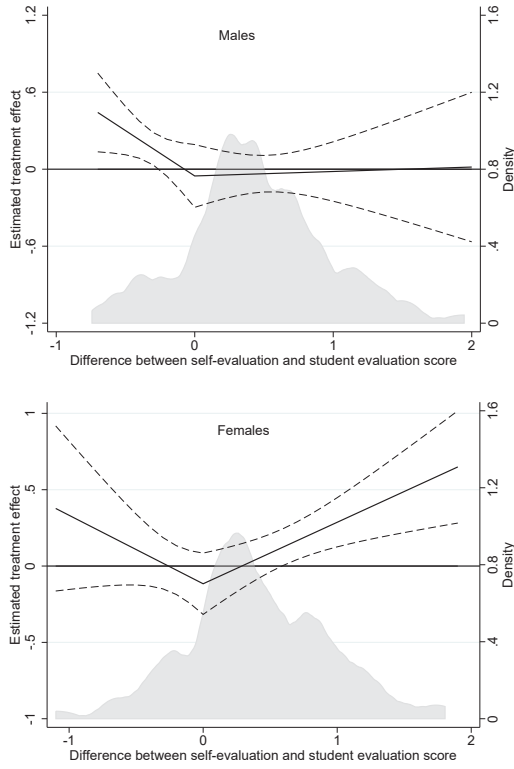 Males
Estimated treatment effect
1.2
.6
0
-.6
-1.2
Density
1.6
1.2
0.8
.4
0
-1 0 1 2
Difference between self-evaluation and student evaluation score
Females
Estimated treatment effect
1
.5
0
-.5
-1
Density
1.6
1.2
0.8
.4
0
-1 0 1 2
Difference between self-evaluation and student evaluation score